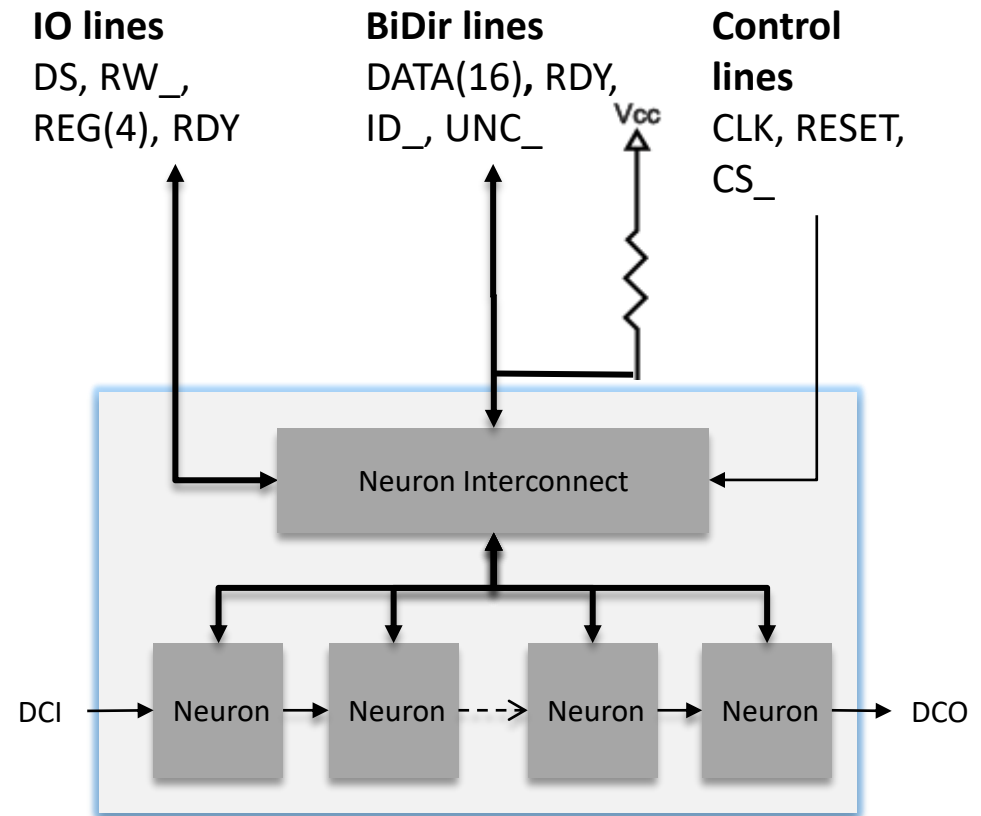 IO lines
DS, RW_,
REG(4), RDY
BiDir lines
DATA(16), RDY,
ID_, UNC_
Vcc
Control
lines
CLK, RESET,
CS_
Neuron Interconnect
DCI
Neuron
Neuron
Neuron
Neuron
DCO